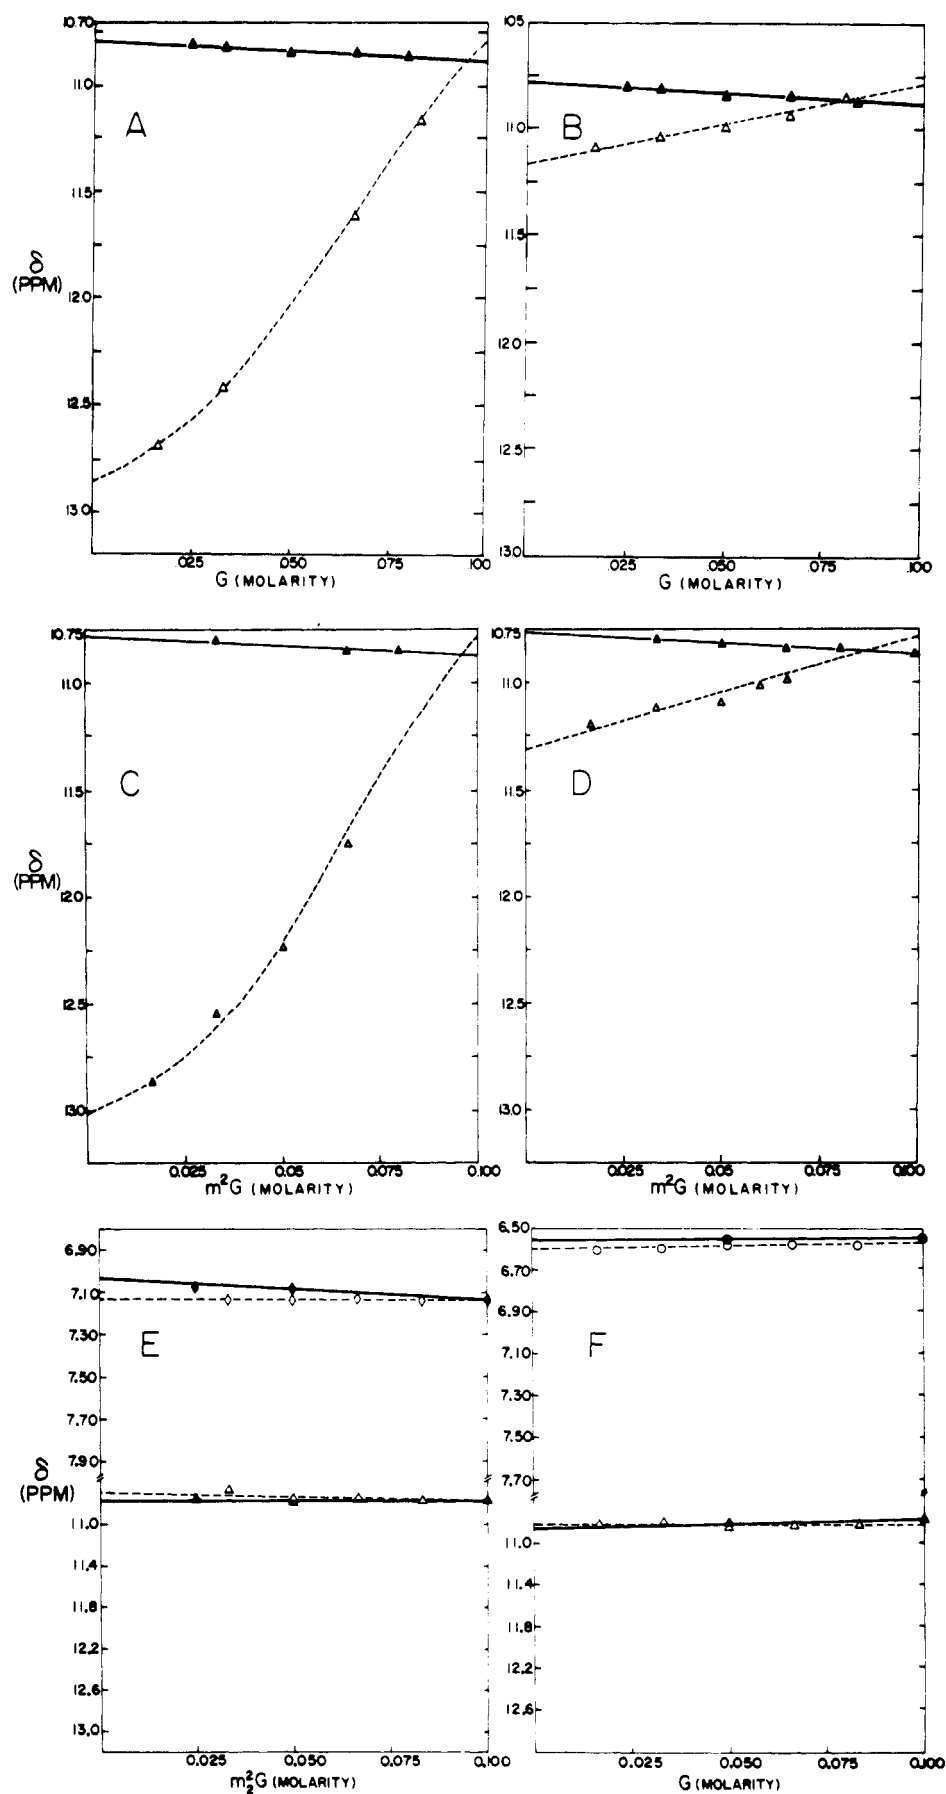 10.70
11.0
11.5
12.0
12.5
13.0
A
δ
(PPM)
.025 .050 .075 .100
G (MOLARITY)
105
11.0
11.5
12.0
12.5
13.0
B
.025 .050 .075 .100
G (MOLARITY)
10.75
11.0
11.5
12.0
12.5
13.0
C
δ
(PPM)
0.025 0.05 0.075 0.100
m²G (MOLARITY)
10.75
11.0
11.5
12.0
12.5
13.0
D
0.025 0.050 0.075 0.100
m²G (MOLARITY)
6.90
7.10
7.30
7.50
7.70
7.90
11.0
11.4
11.8
12.2
12.6
13.0
E
δ
(PPM)
0.025 0.050 0.075 0.100
m²₂G (MOLARITY)
6.50
6.70
6.90
7.10
7.30
7.50
7.70
11.0
11.4
11.8
12.2
12.6
F
0.025 0.050 0.075 0.100
G (MOLARITY)